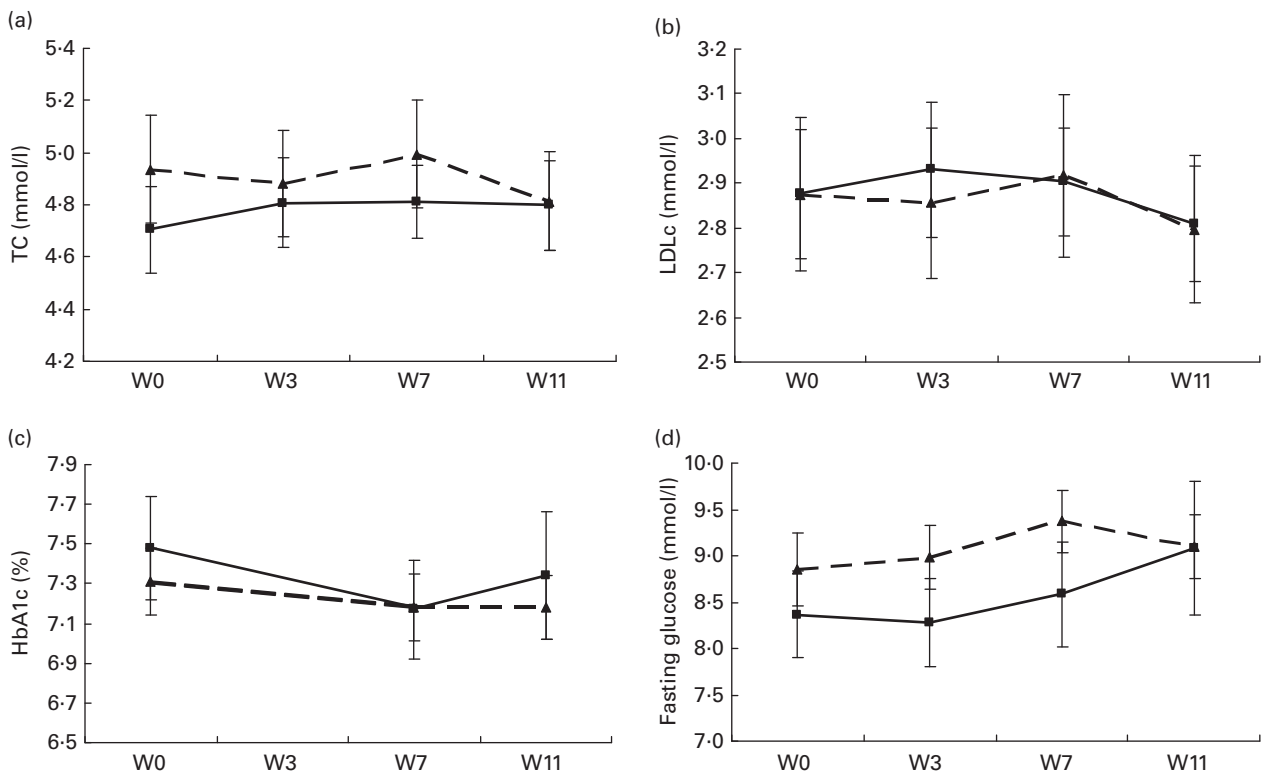 (a)
5·4
5·2
5·0
4·8
4·6
4·4
4·2
TC (mmol/l)
W0 W3 W7 W11
(b)
3·2
3·1
3·0
2·9
2·8
2·7
2·6
2·5
LDLc (mmol/l)
W0 W3 W7 W11
(c)
7·9
7·7
7·5
7·3
7·1
6·9
6·7
6·5
HbA1c (%)
W0 W3 W7 W11
(d)
10·0
9·5
9·0
8·5
8·0
7·5
7·0
Fasting glucose (mmol/l)
W0 W3 W7 W11